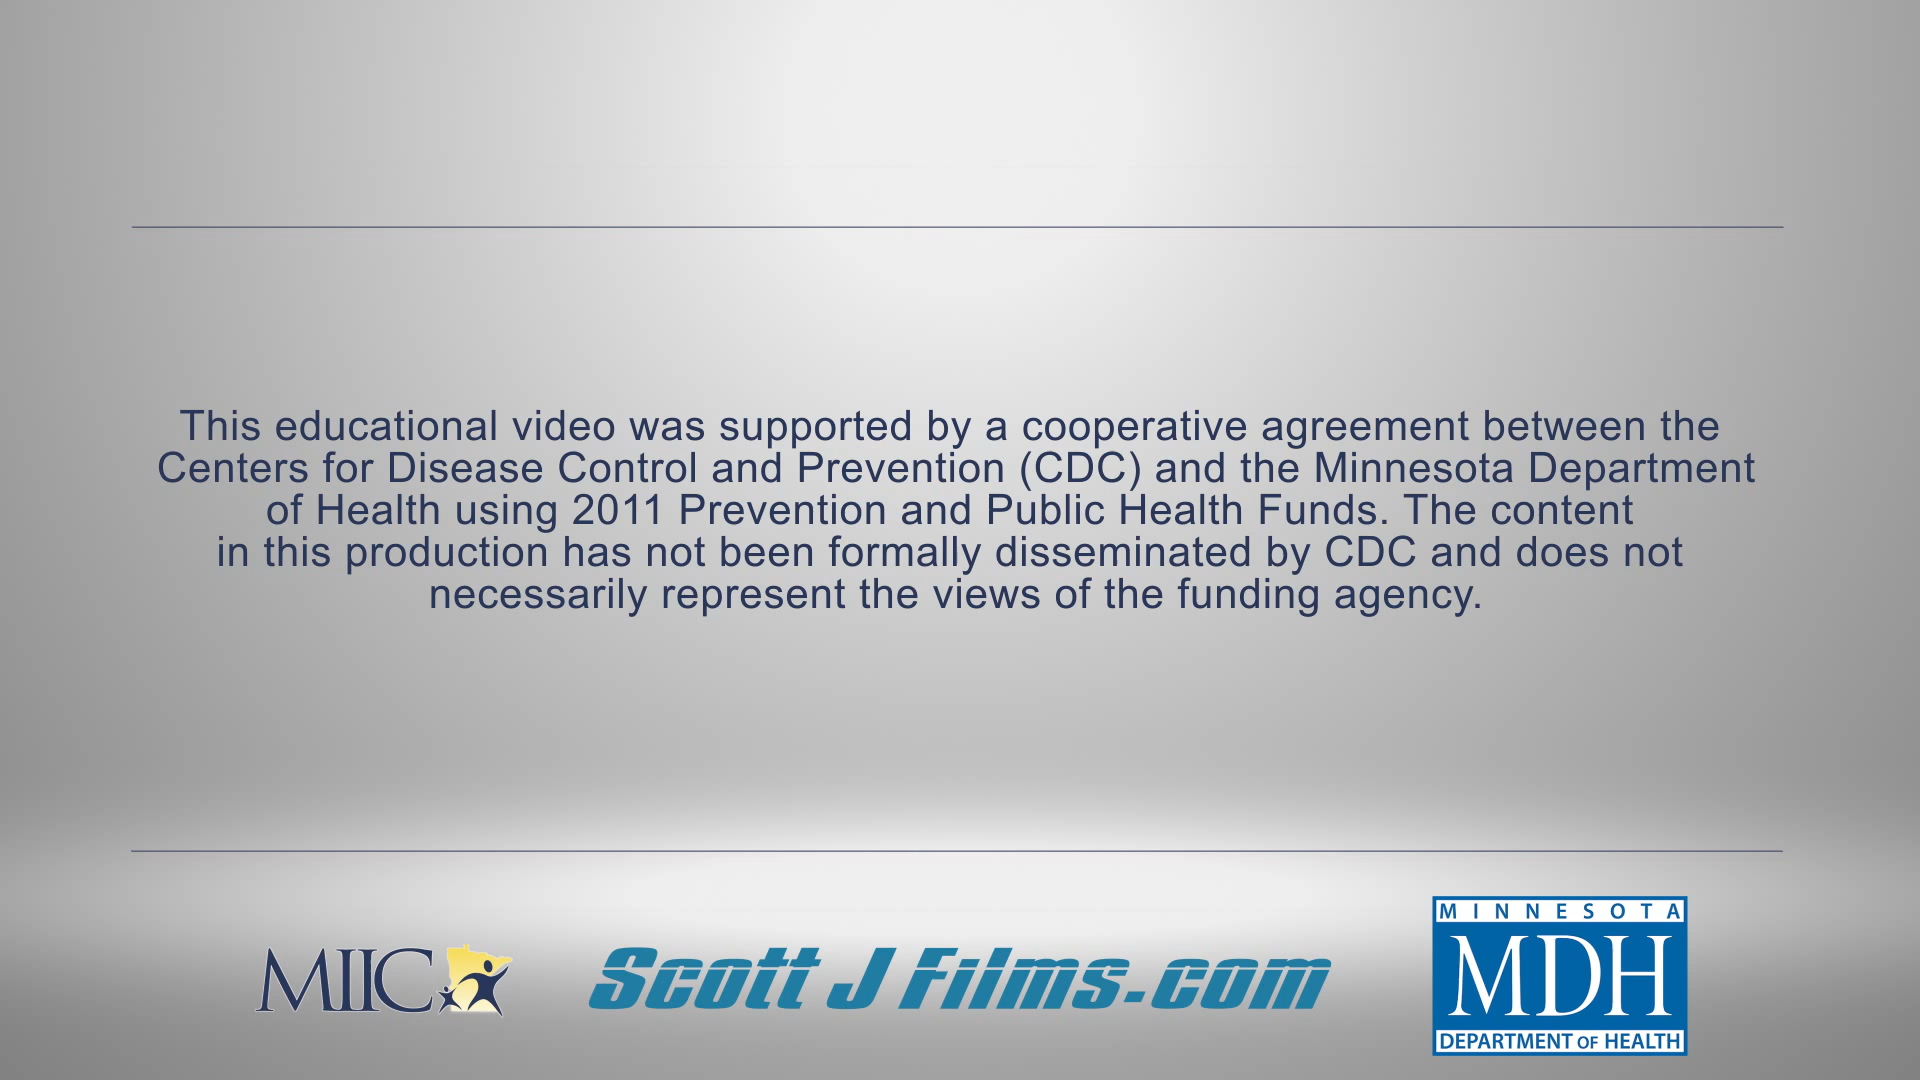 This educational video was supported by a cooperative agreement between the
Centers for Disease Control and Prevention (CDC) and the Minnesota Department
of Health using 2011 Prevention and Public Health Funds. The content
in this production has not been formally disseminated by CDC and does not
necessarily represent the views of the funding agency.
MIIC
Scott J Films.com
MINNESOTA
MDH
DEPARTMENT OF HEALTH